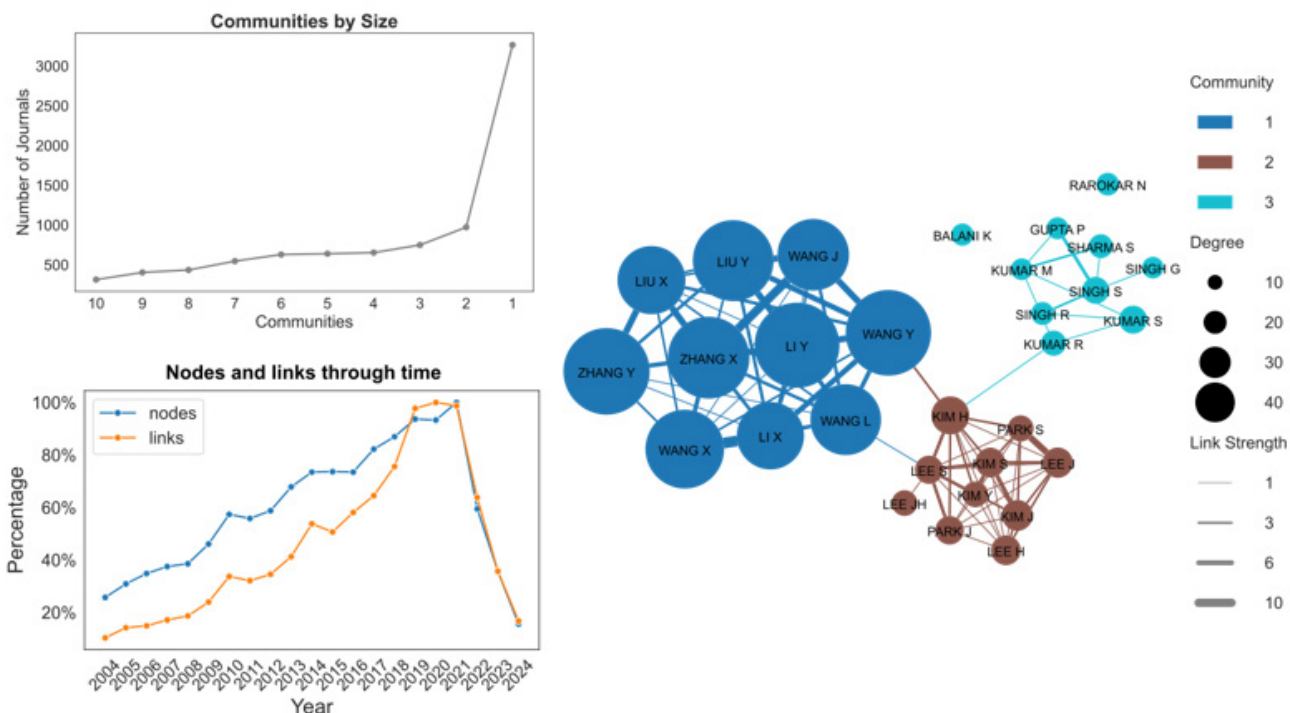 Communities by Size
Number of Journals
3000
2500
2000
1500
1000
500
10 9 8 7 6 5 4 3 2 1
Communities
Nodes and links through time
nodes
links
Percentage
100%
80%
60%
40%
20%
2004 2005 2006 2007 2008 2009 2010 2011 2012 2013 2014 2015 2016 2017 2018 2019 2020 2021 2022 2023 2024
Year
LIU X
LIU Y
WANG J
ZHANG Y
ZHANG X
LI Y
WANG Y
WANG X
LI X
WANG L
RAROKAR N
BALANI K
GUPTA P
SHARMA S
KUMAR M
SINGH G
SINGH S
SINGH R
KUMAR S
KUMAR R
KIM H
PARK S
LEE S
KIM S
LEE J
LEE JH
KIM Y
KIM J
PARK J
LEE H
Community
1
2
3
Degree
10
20
30
40
Link Strength
1
3
6
10